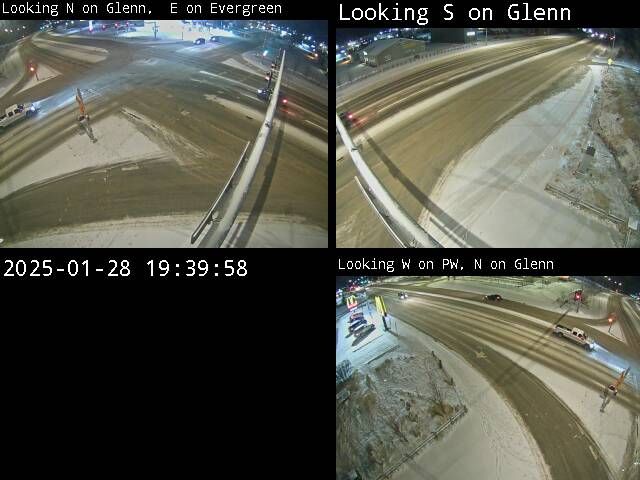 Looking N on Glenn,  E on Evergreen
Looking S on Glenn
2025-01-28 19:39:58
Looking W on PW, N on Glenn